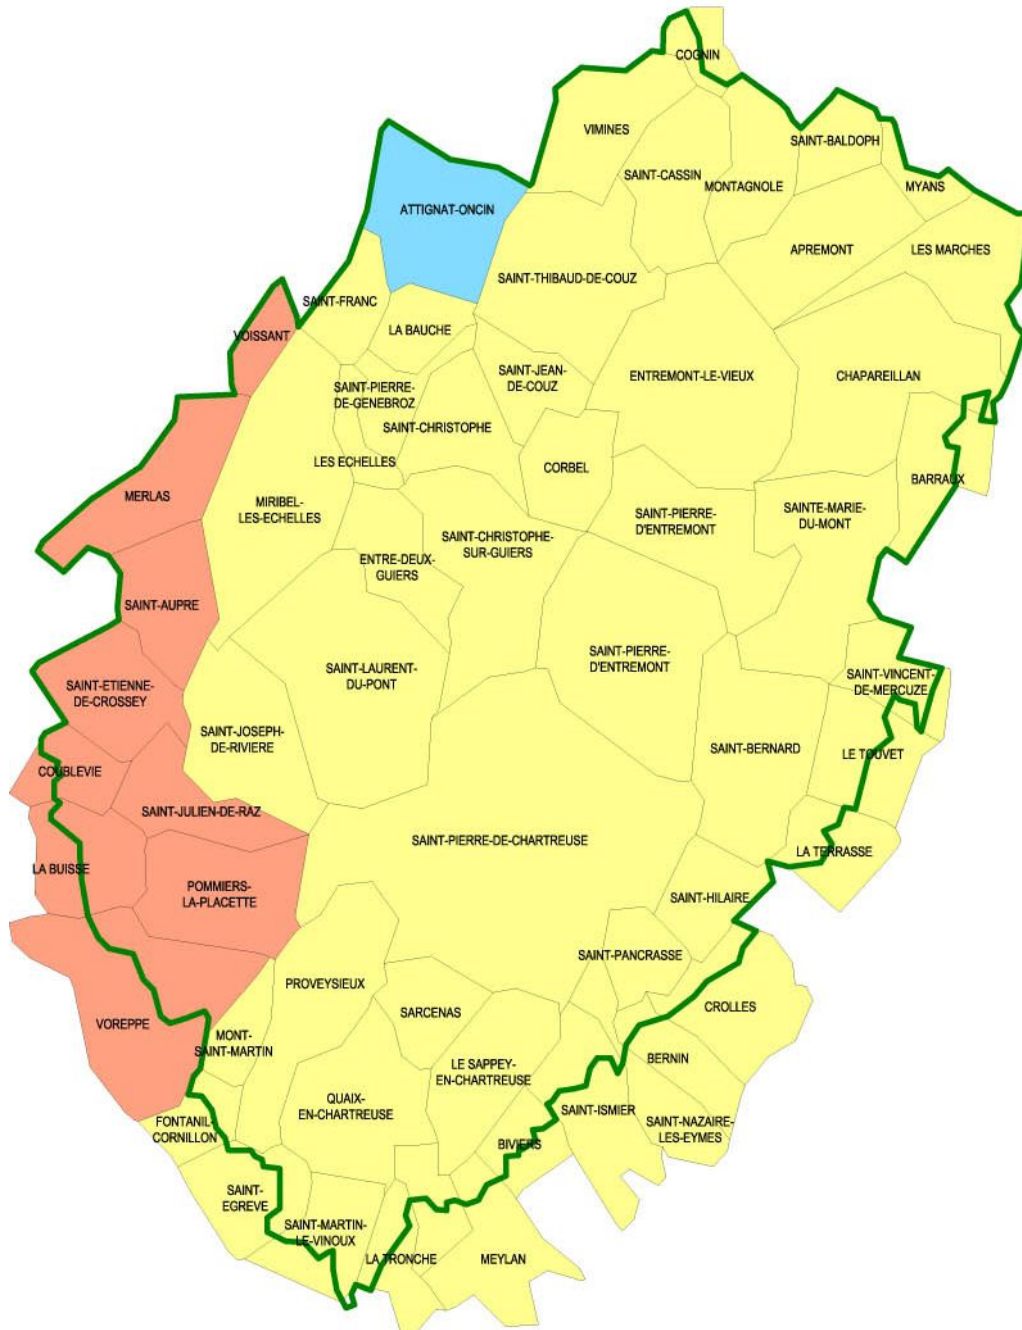 COGNIN
VIMINES
SAINT-BALDOPH
SAINT-CASSIN
MONTAGNOLE
MYANS
ATTIGNAT-ONCIN
APREMONT
LES MARCHES
SAINT-THIBAUD-DE-COUZ
SAINT-FRANC
VOISSANT
LA BAUCHE
SAINT-JEAN-
DE-COUZ
ENTREMONT-LE-VIEUX
CHAPAREILLAN
SAINT-PIERRE-
DE-GENEBROZ
SAINT-CHRISTOPHE
LES ECHELLES
CORBEL
BARRAUX
MERLAS
MIRIBEL-
LES-ECHELLES
SAINT-PIERRE-
D'ENTREMONT
SAINTE-MARIE-
DU-MONT
SAINT-CHRISTOPHE-
SUR-GUIERS
ENTRE-DEUX-
GUIERS
SAINT-AUPRE
SAINT-LAURENT-
DU-PONT
SAINT-PIERRE-
D'ENTREMONT
SAINT-VINCENT-
DE-MERCUZE
SAINT-ETIENNE-
DE-CROSSEY
SAINT-JOSEPH-
DE-RIVIERE
SAINT-BERNARD
LE TOUVET
COUBLEVIE
SAINT-JULIEN-DE-RAZ
SAINT-PIERRE-DE-CHARTREUSE
LA TERRASSE
LA BUISSE
POMMIERS-
LA-PLACETTE
SAINT-HILAIRE
SAINT-PANCRASSE
PROVEYSIEUX
CROLLES
SARCENAS
VOREPPE
MONT-
SAINT-MARTIN
LE SAPPEY-
EN-CHARTREUSE
BERNIN
QUAIX-
EN-CHARTREUSE
SAINT-ISMIER
SAINT-NAZAIRE-
LES-EYMES
FONTANIL-
CORNILLON
BIVIERS
SAINT-
EGREVE
SAINT-MARTIN-
LE-VINOUX
LA TRONCHE
MEYLAN